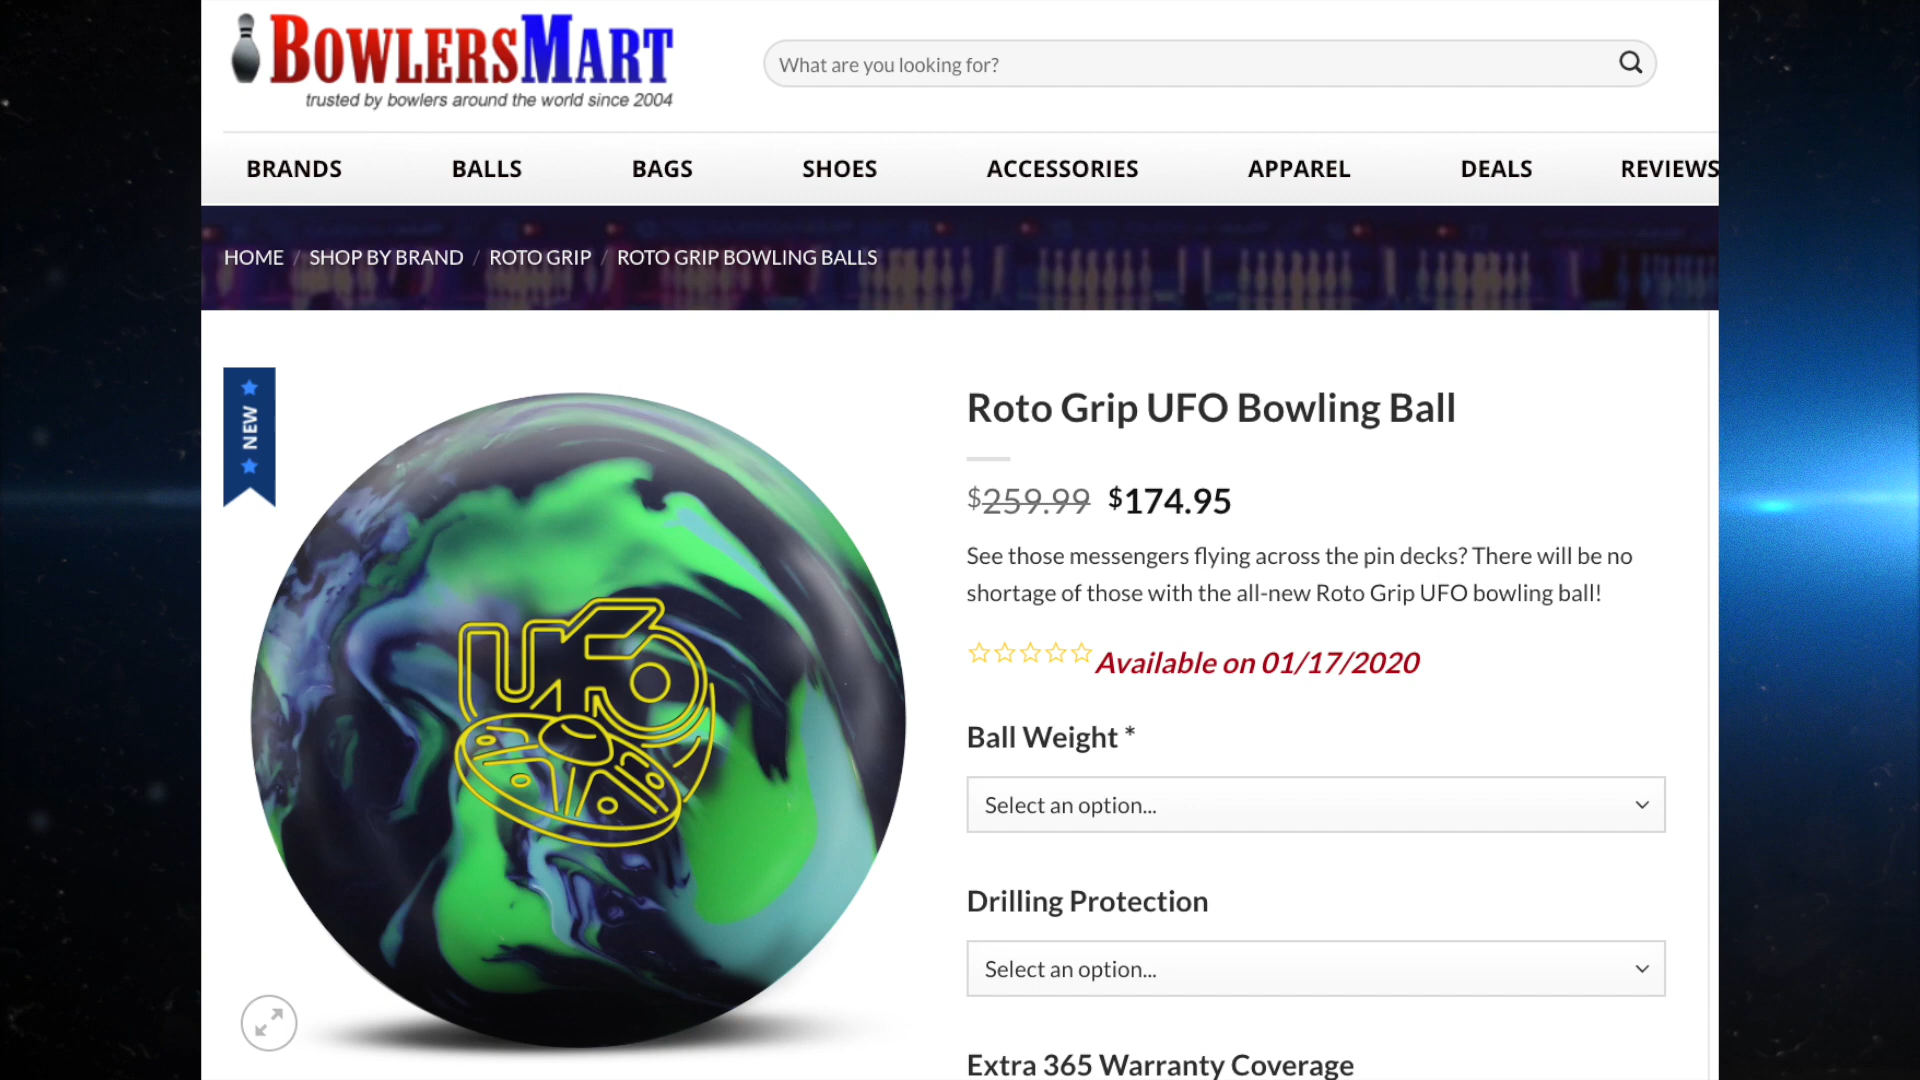 BOWLERSMART
trusted by bowlers around the world since 2004
What are you looking for?
BRANDS BALLS BAGS SHOES ACCESSORIES APPAREL DEALS REVIEWS
HOME / SHOP BY BRAND / ROTO GRIP / ROTO GRIP BOWLING BALLS
NEW
UFO
Roto Grip UFO Bowling Ball
$259.99 $174.95
See those messengers flying across the pin decks? There will be no
shortage of those with the all-new Roto Grip UFO bowling ball!
Available on 01/17/2020
Ball Weight *
Select an option...
Drilling Protection
Select an option...
Extra 365 Warranty Coverage